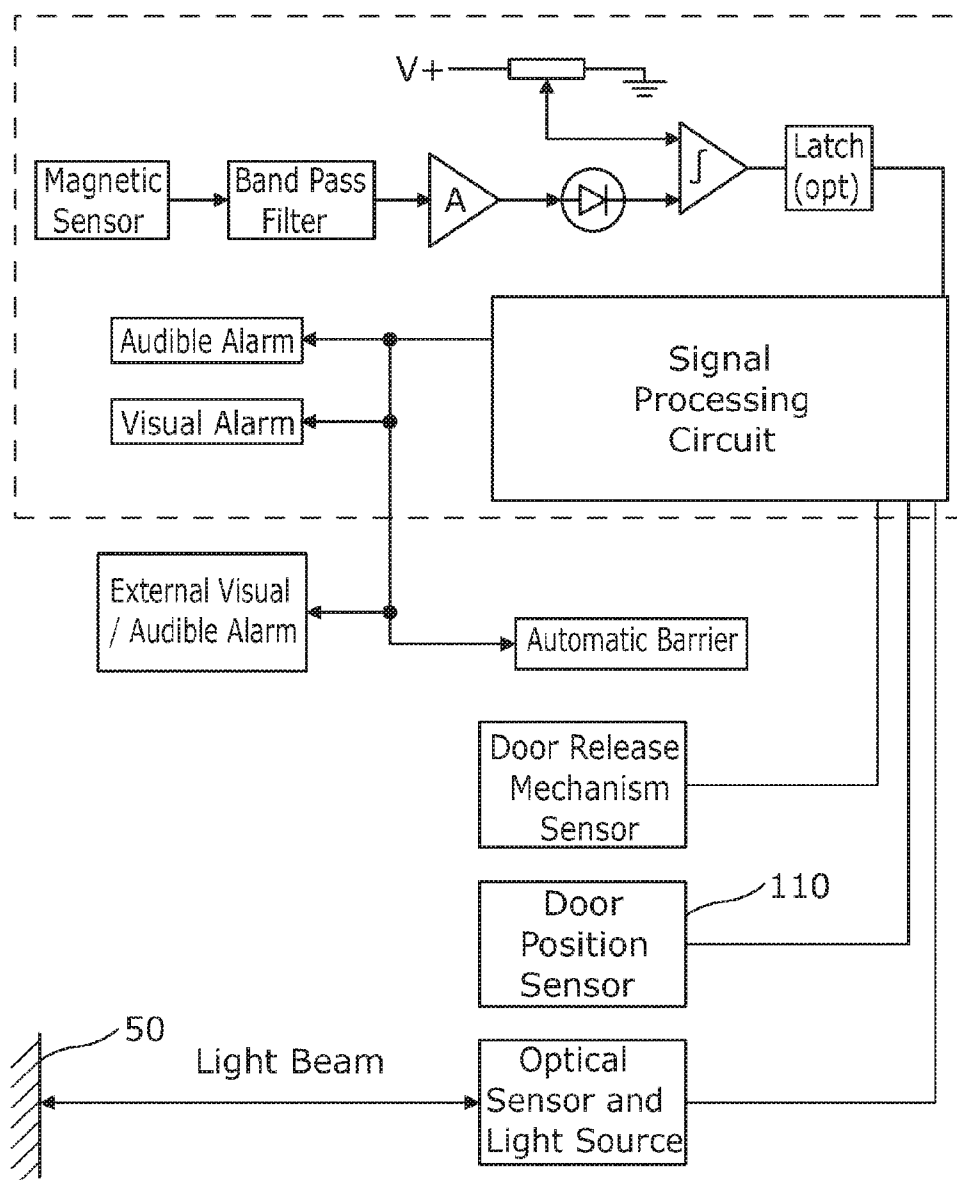 V+
Magnetic
Sensor
Band Pass
Filter
A
∫
Latch
(opt)
Audible Alarm
Visual Alarm
Signal
Processing
Circuit
External Visual
/ Audible Alarm
Automatic Barrier
Door Release
Mechanism
Sensor
Door
Position
Sensor
110
50
Light Beam
Optical
Sensor and
Light Source